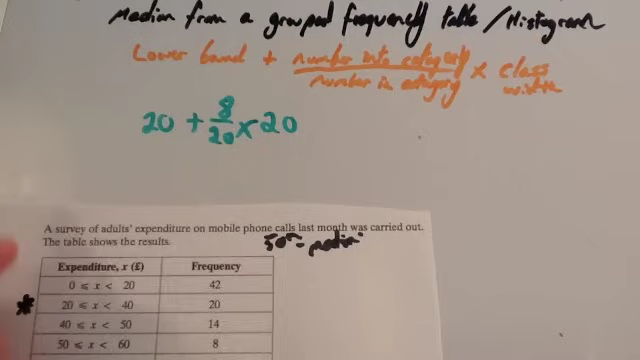 Median from a grouped frequency table / Histogram
Lower bound + number into category / number in category × class width
20 + 8/20 × 20
A survey of adults' expenditure on mobile phone calls last month was carried out.
The table shows the results.
50th = median
Expenditure, x (£) Frequency
0 ⩽ x < 20 42
* 20 ⩽ x < 40 20
40 ⩽ x < 50 14
50 ⩽ x < 60 8